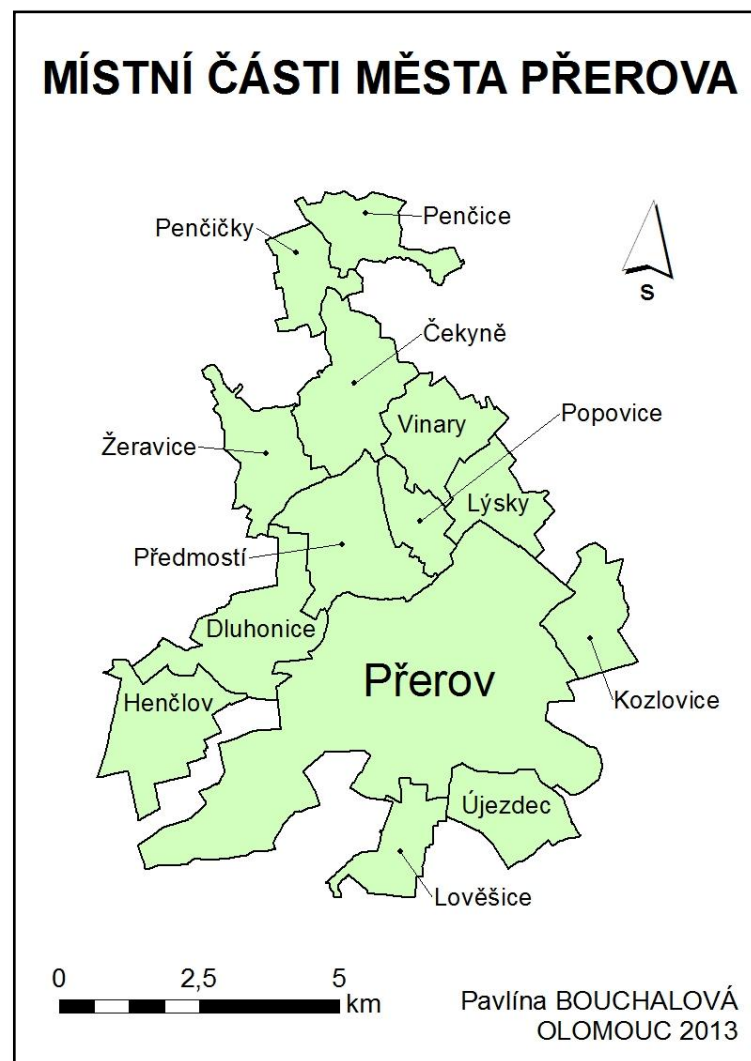 MÍSTNÍ ČÁSTI MĚSTA PŘEROVA
Penčice
Penčičky
S
Čekyně
Popovice
Vinary
Žeravice
Lýsky
Předmostí
Dluhonice
Přerov
Henčlov
Kozlovice
Újezdec
Lověšice
0 2,5 5
km
Pavlína BOUCHALOVÁ
OLOMOUC 2013